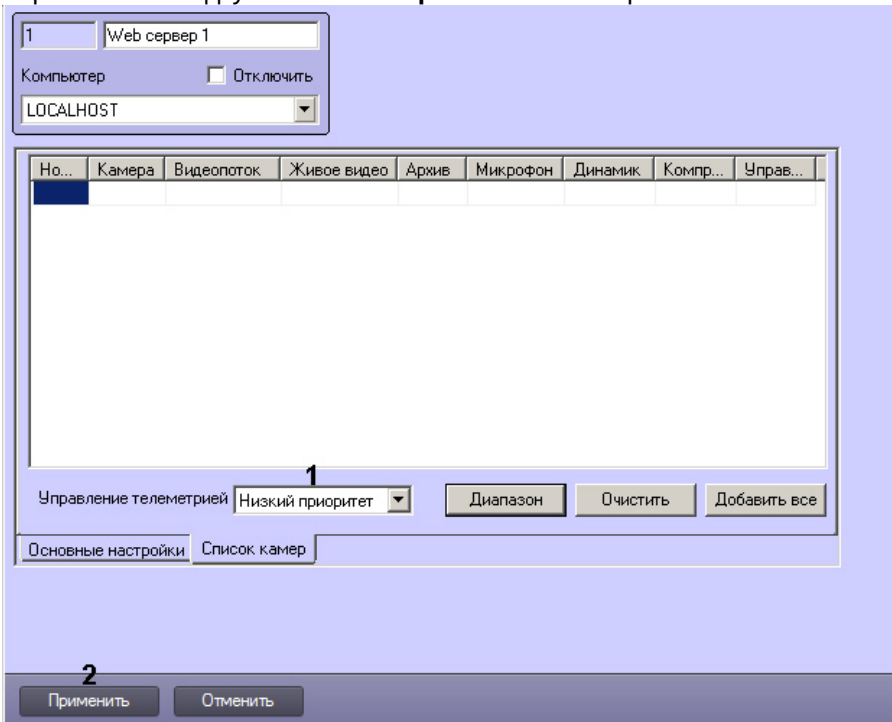 1 Web сервер 1
Компьютер Отключить
LOCALHOST
Но... Камера Видеопоток Живое видео Архив Микрофон Динамик Компр... Управ...
1
Управление телеметрией Низкий приоритет Диапазон Очистить Добавить все
Основные настройки Список камер
2
Применить Отменить